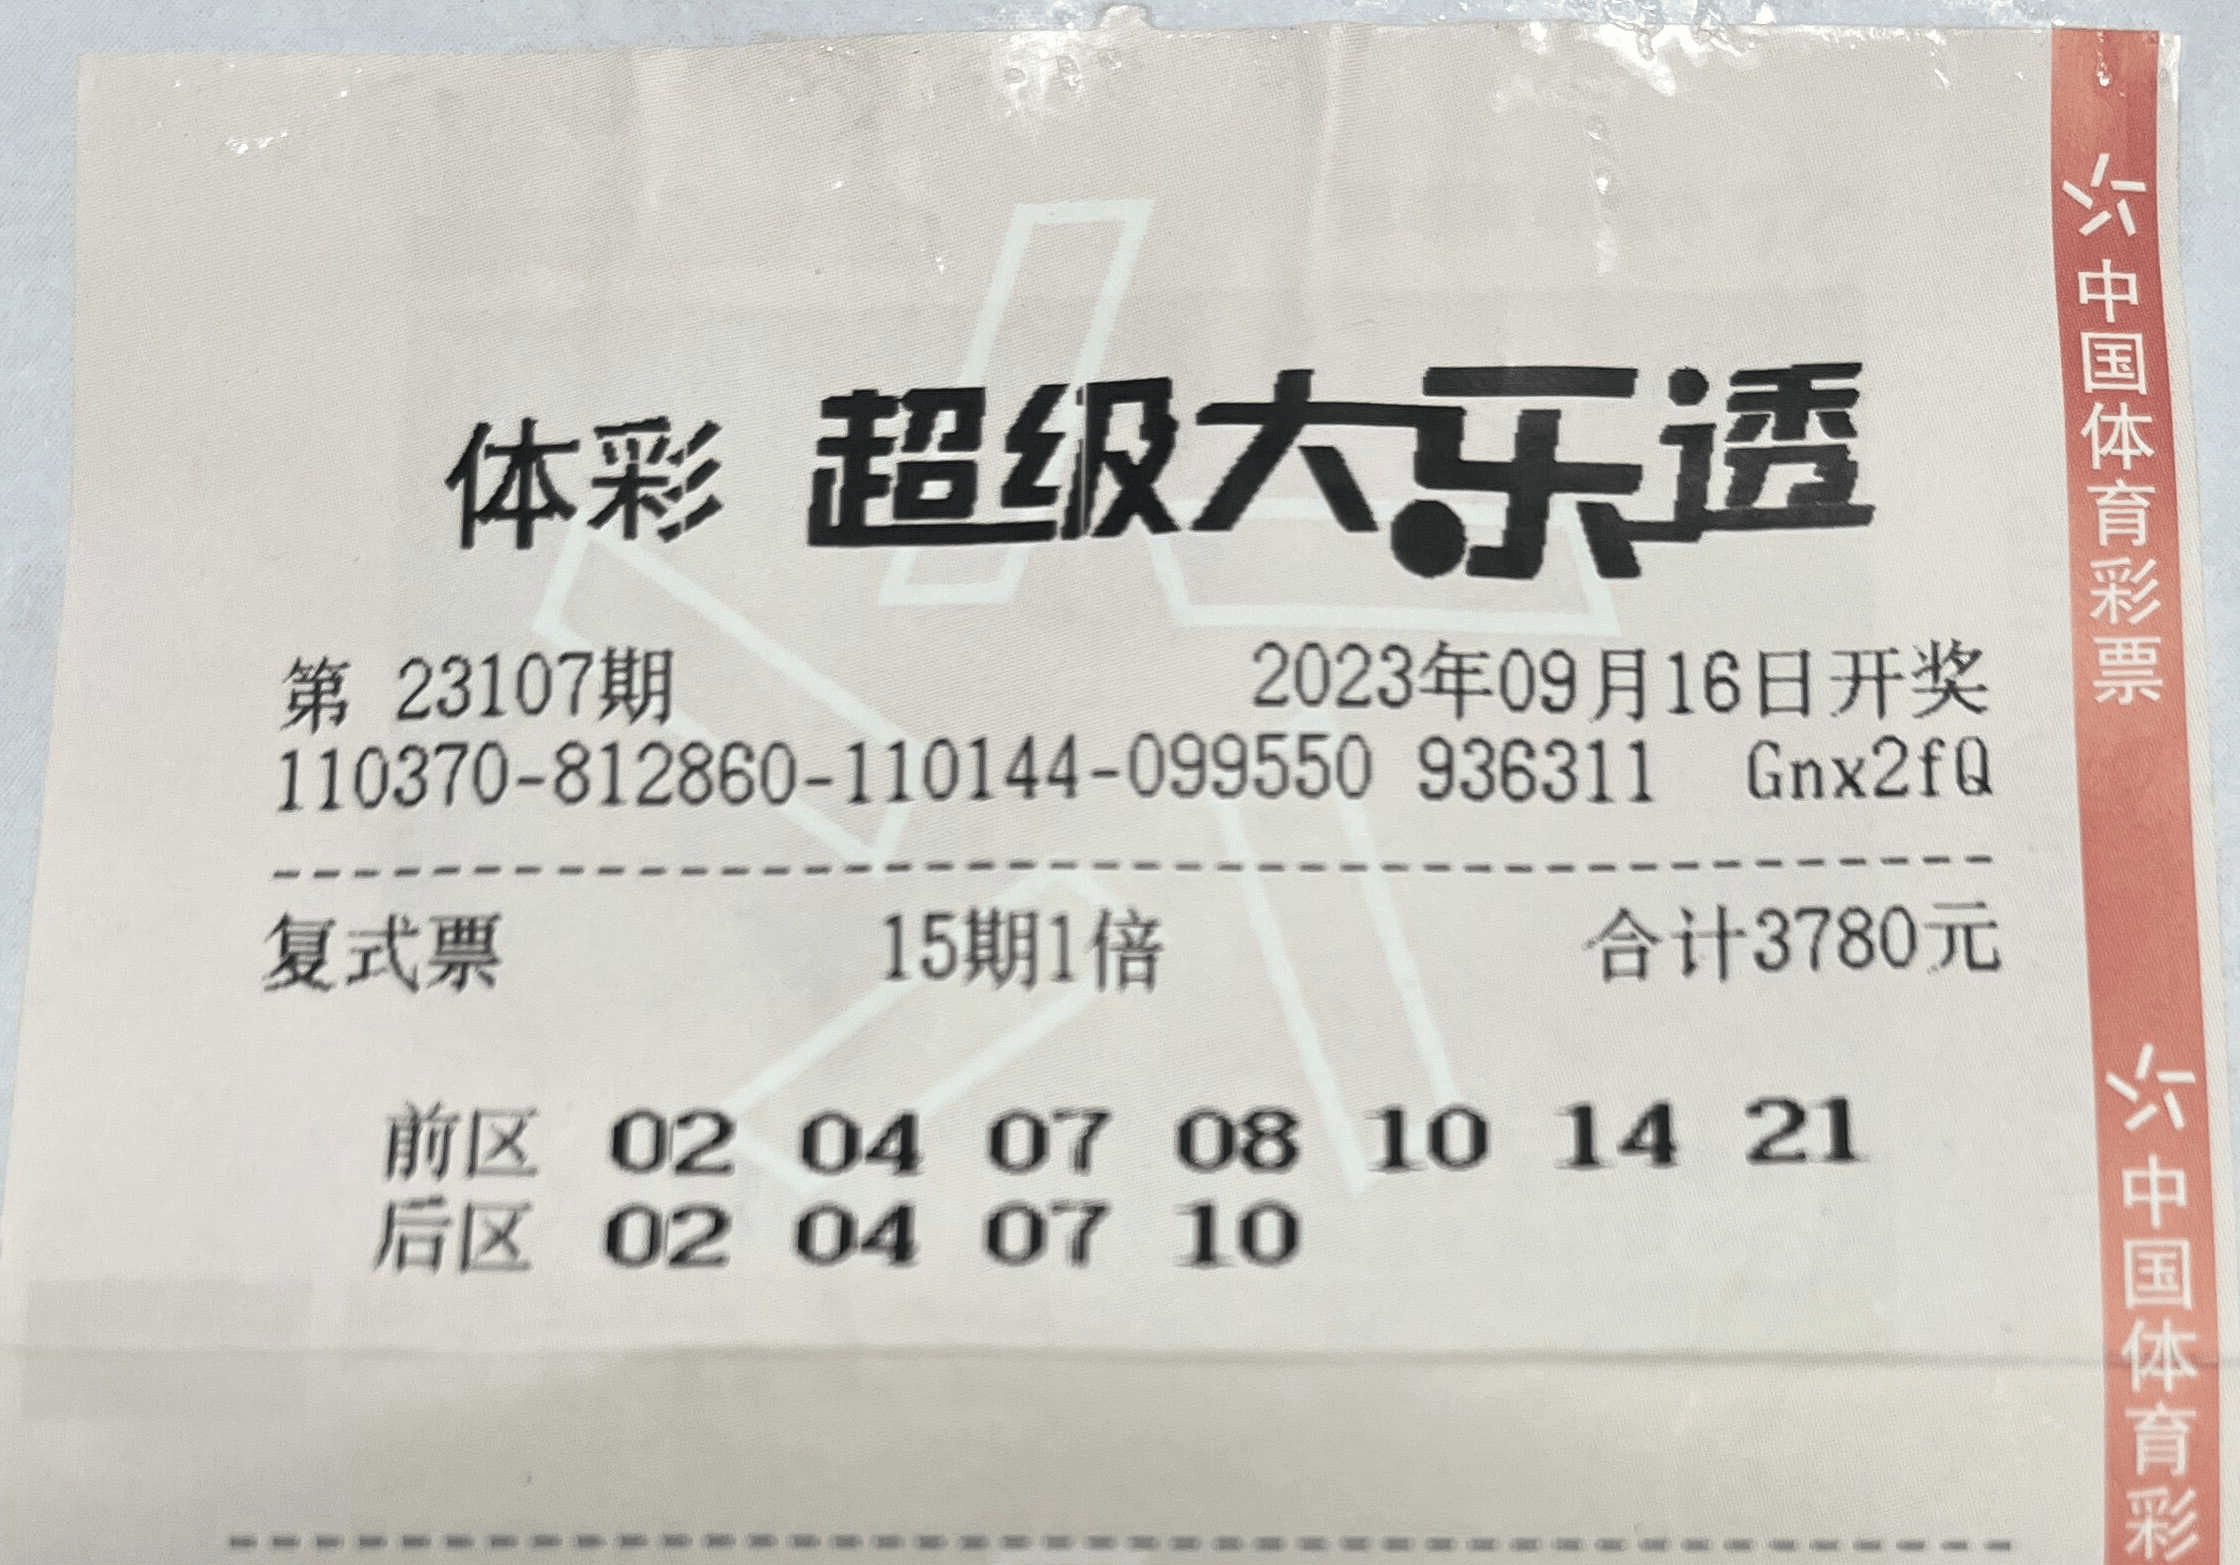 体彩 超级大乐透
第 23107期 2023年09月16日开奖
110370-812860-110144-099550 936311 Gnx2fQ
复式票 15期1倍 合计3780元
前区 02 04 07 08 10 14 21
后区 02 04 07 10
中国体育彩票
中国体育彩